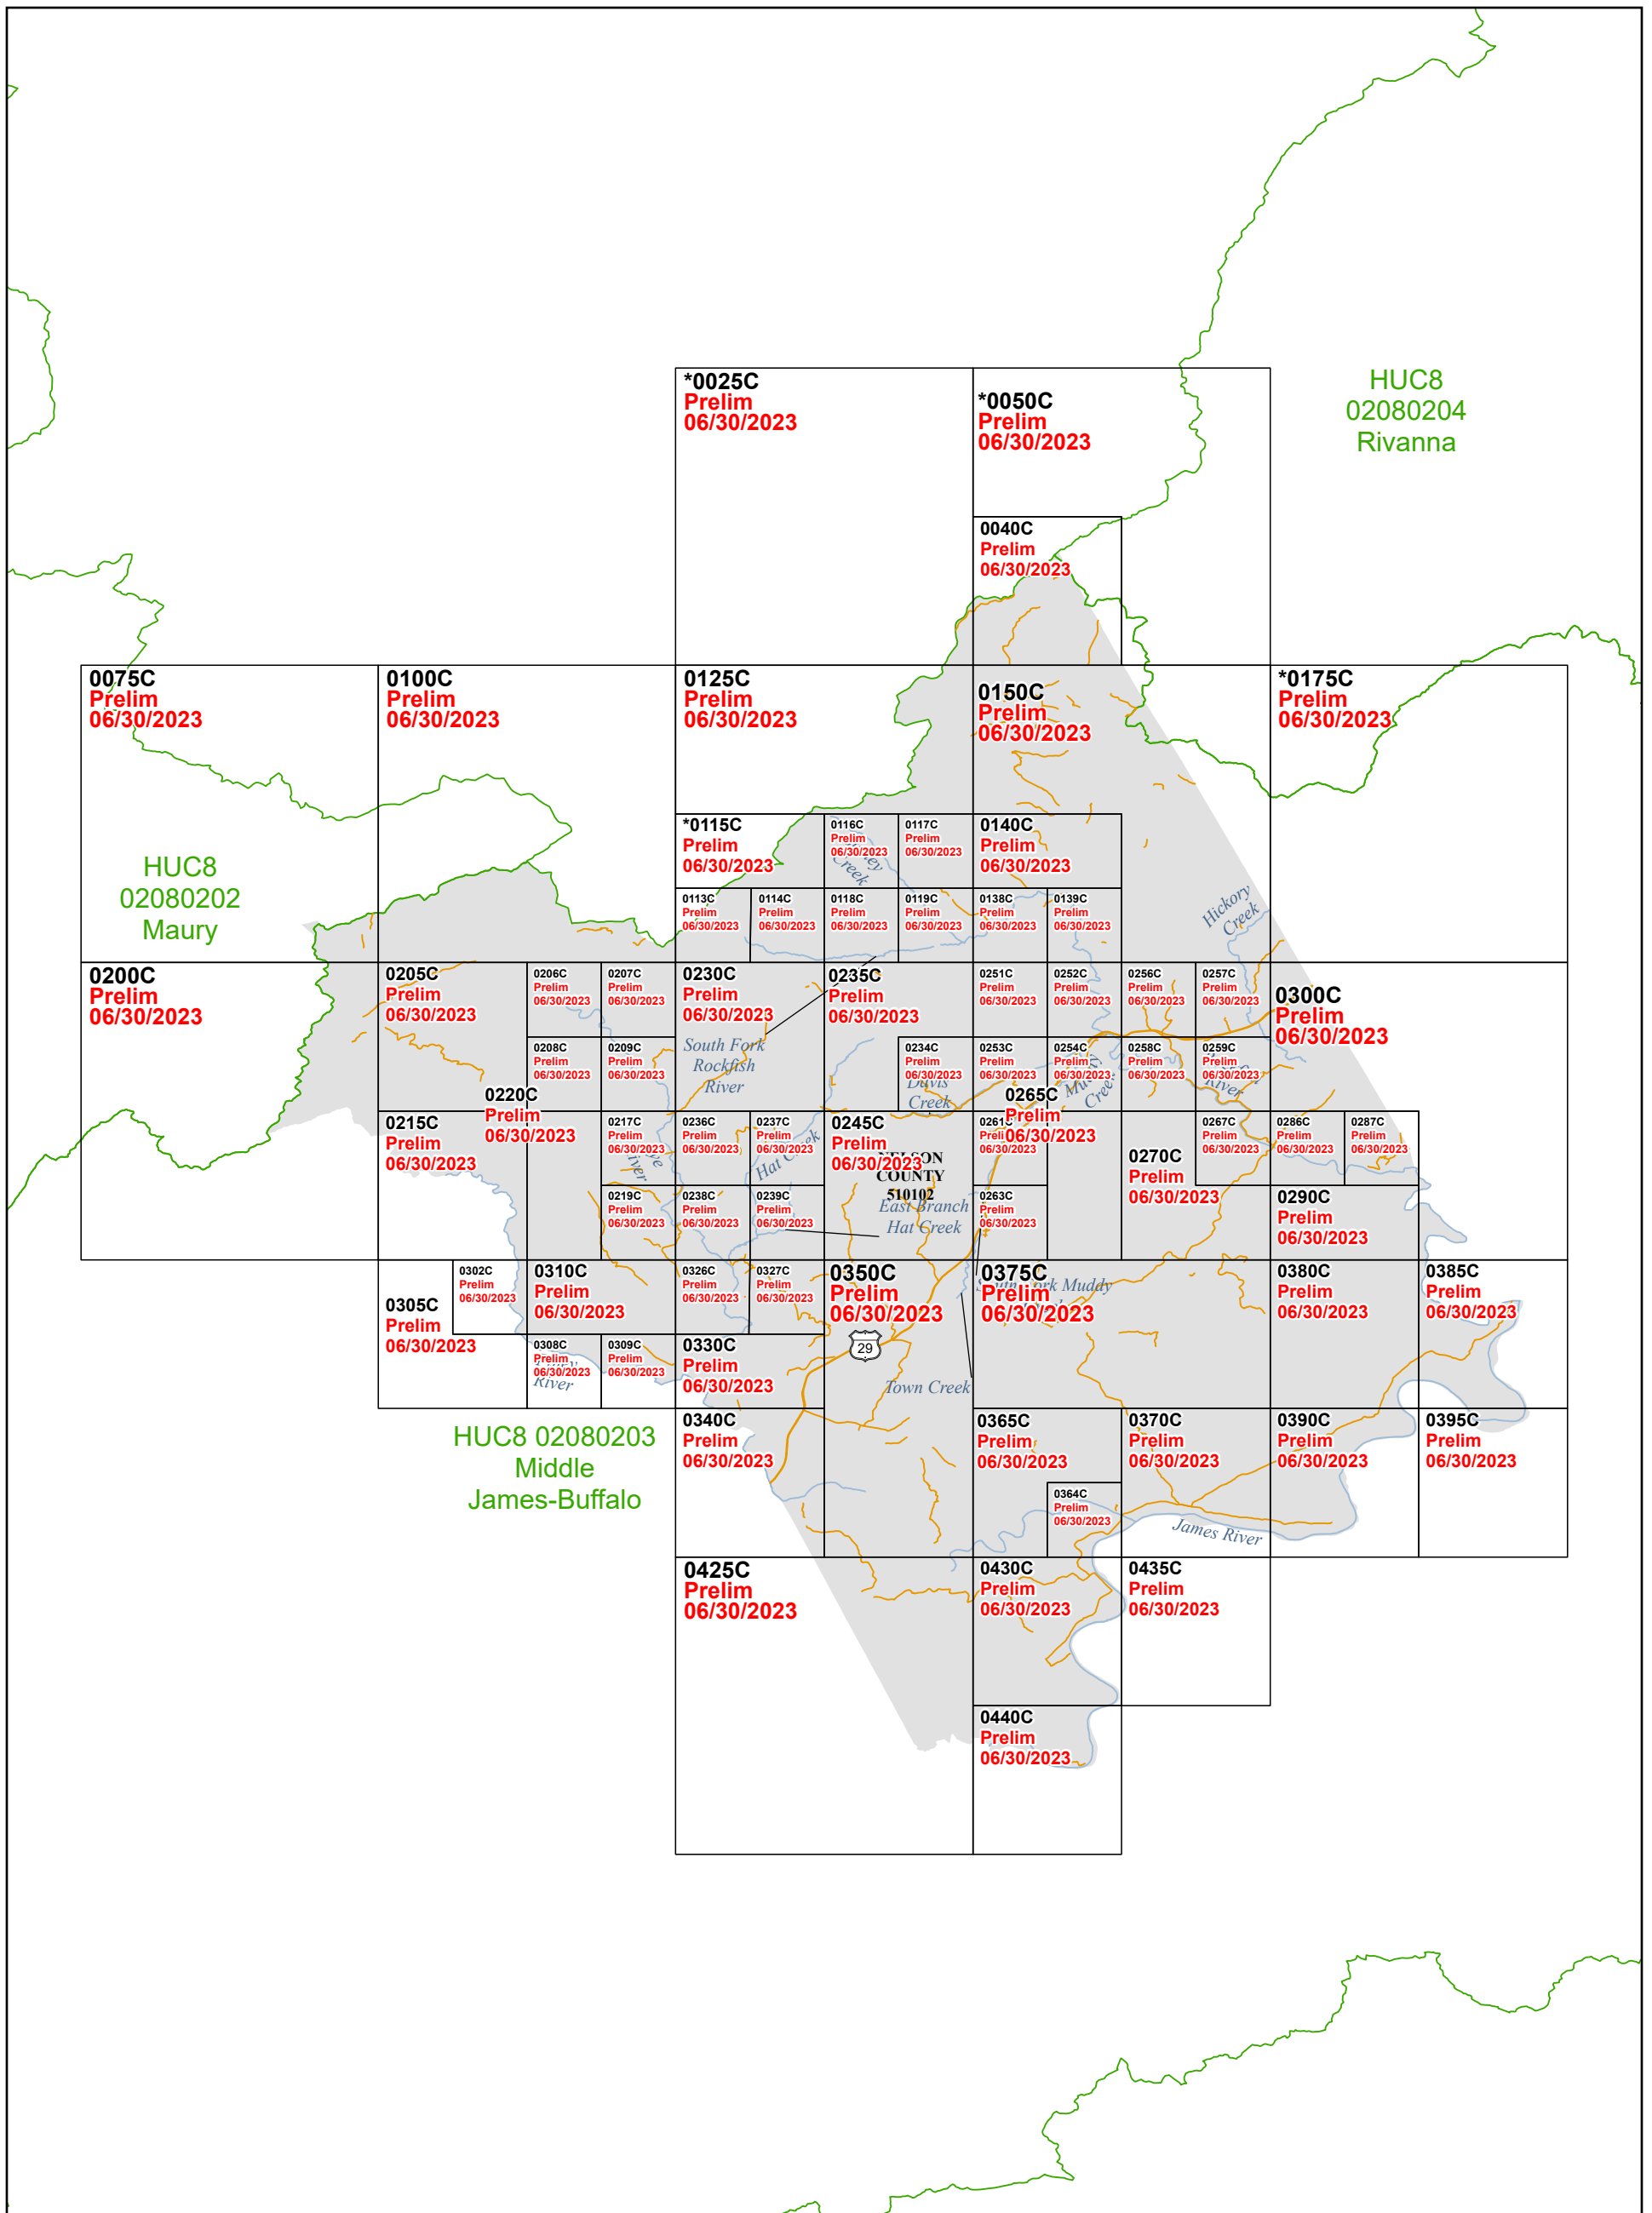 *0025C
Prelim
06/30/2023
*0050C
Prelim
06/30/2023
HUC8
02080204
Rivanna
0040C
Prelim
06/30/2023
0075C
Prelim
06/30/2023
0100C
Prelim
06/30/2023
0125C
Prelim
06/30/2023
0150C
Prelim
06/30/2023
*0175C
Prelim
06/30/2023
*0115C
Prelim
06/30/2023
0116C
Prelim
06/30/2023
Creek
0117C
Prelim
06/30/2023
0140C
Prelim
06/30/2023
HUC8
02080202
Maury
0113C
Prelim
06/30/2023
0114C
Prelim
06/30/2023
0118C
Prelim
06/30/2023
0119C
Prelim
06/30/2023
0138C
Prelim
06/30/2023
0139C
Prelim
06/30/2023
Hickory
Creek
0200C
Prelim
06/30/2023
0205C
Prelim
06/30/2023
0206C
Prelim
06/30/2023
0207C
Prelim
06/30/2023
0230C
Prelim
06/30/2023
0235C
Prelim
06/30/2023
0251C
Prelim
06/30/2023
0252C
Prelim
06/30/2023
0256C
Prelim
06/30/2023
0257C
Prelim
06/30/2023
0300C
Prelim
06/30/2023
0208C
Prelim
06/30/2023
0209C
Prelim
06/30/2023
South Fork
Rockfish
River
0234C
Prelim
06/30/2023
Davis
Creek
0253C
Prelim
06/30/2023
0254C
Prelim
06/30/2023
Muddy
Creek
0258C
Prelim
06/30/2023
0259C
Prelim
06/30/2023
River
0220C
Prelim
06/30/2023
0265C
Prelim
06/30/2023
0215C
Prelim
06/30/2023
0217C
Prelim
06/30/2023
River
0236C
Prelim
06/30/2023
0237C
Prelim
06/30/2023
Hat Creek
0245C
Prelim
06/30/2023
NELSON
COUNTY
510102
0261C
Prelim
0270C
Prelim
06/30/2023
0267C
Prelim
06/30/2023
0286C
Prelim
06/30/2023
0287C
Prelim
06/30/2023
0219C
Prelim
06/30/2023
0238C
Prelim
06/30/2023
0239C
Prelim
06/30/2023
East Branch
Hat Creek
0263C
Prelim
06/30/2023
0290C
Prelim
06/30/2023
0305C
Prelim
06/30/2023
0302C
Prelim
06/30/2023
0310C
Prelim
06/30/2023
0326C
Prelim
06/30/2023
0327C
Prelim
06/30/2023
0350C
Prelim
06/30/2023
0375C
Prelim
06/30/2023
South Fork Muddy
0380C
Prelim
06/30/2023
0385C
Prelim
06/30/2023
0308C
Prelim
06/30/2023
River
0309C
Prelim
06/30/2023
0330C
Prelim
06/30/2023
29
Town Creek
HUC8 02080203
Middle
James-Buffalo
0340C
Prelim
06/30/2023
0365C
Prelim
06/30/2023
0370C
Prelim
06/30/2023
0390C
Prelim
06/30/2023
0395C
Prelim
06/30/2023
0364C
Prelim
06/30/2023
James River
0425C
Prelim
06/30/2023
0430C
Prelim
06/30/2023
0435C
Prelim
06/30/2023
0440C
Prelim
06/30/2023